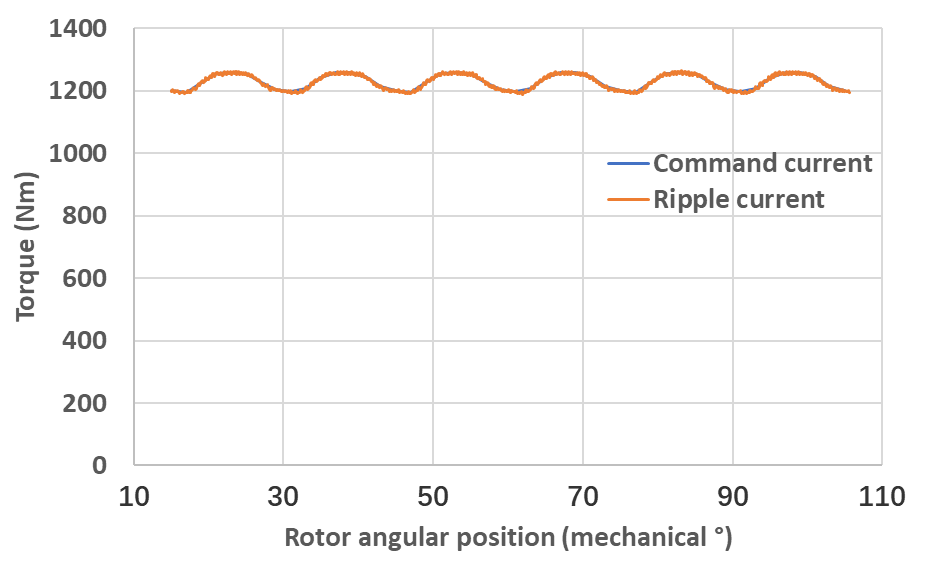 1400
1200
1000
800
600
400
200
0
Torque (Nm)
Command current
Ripple current
10 30 50 70 90 110
Rotor angular position (mechanical °)